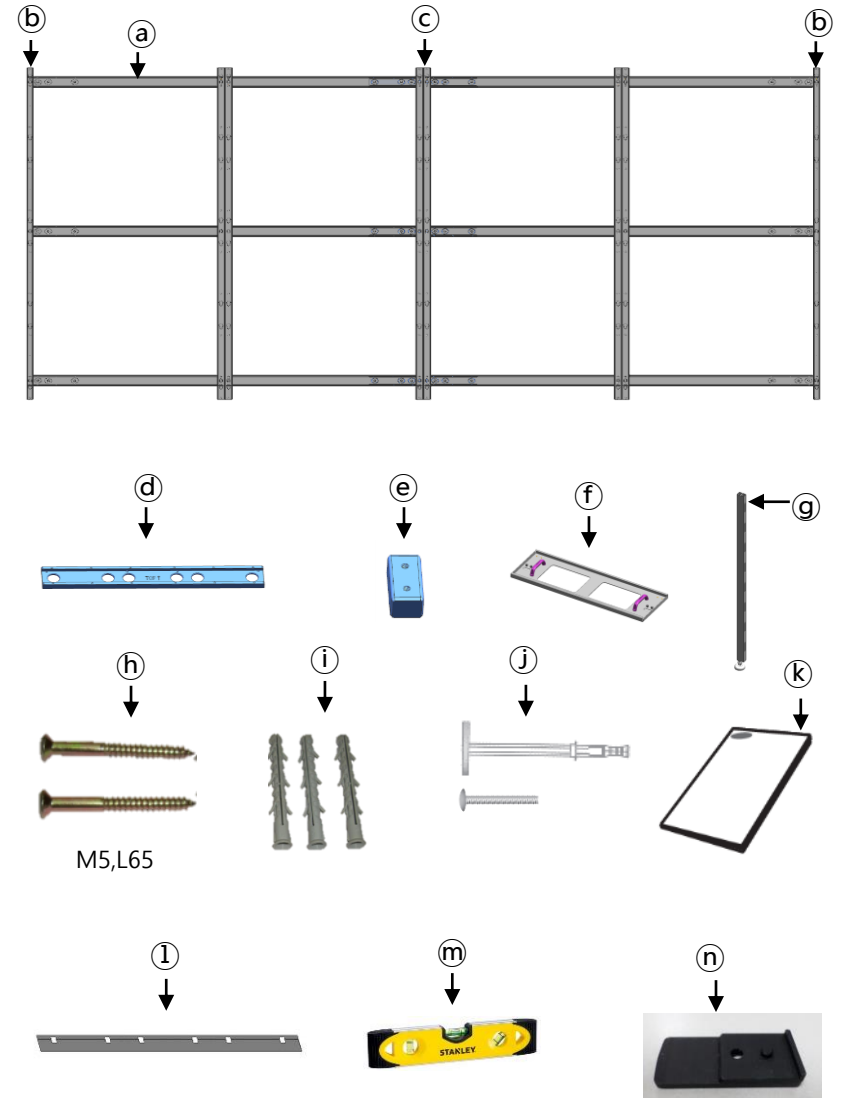 ⓑ ⓐ ⓒ ⓑ
ⓓ ⓔ ⓕ ⓖ
ⓗ ⓘ ⓙ ⓚ
M5,L65
ⓛ ⓜ ⓝ
STANLEY